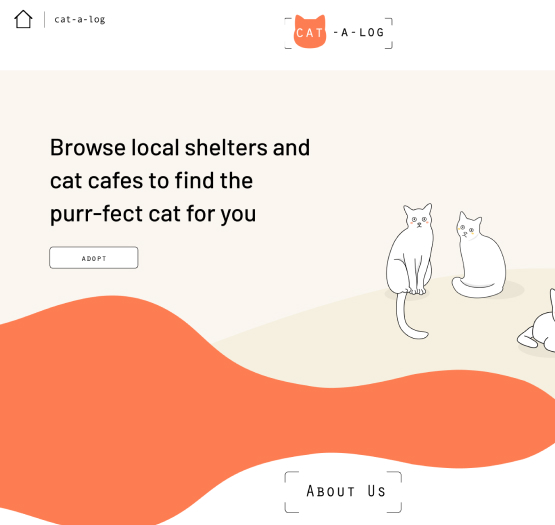 cat-a-log
CAT-A-LOG
Browse local shelters and
cat cafes to find the
purr-fect cat for you
ADOPT
About Us